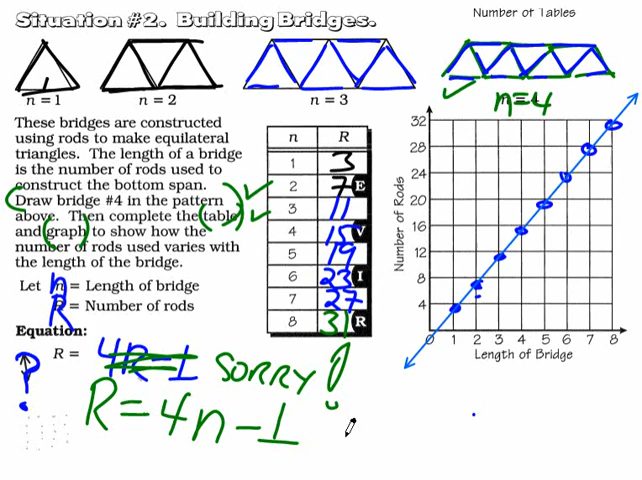 Situation #2. Building Bridges.
Number of Tables
n = 1
n = 2
n = 3
n=4
These bridges are constructed
using rods to make equilateral
triangles. The length of a bridge
is the number of rods used to
construct the bottom span.
Draw bridge #4 in the pattern
above. Then complete the table
and graph to show how the
number of rods used varies with
the length of the bridge.
Let n = Length of bridge
R = Number of rods
Equation:
R = 4R-1 SORRY!
R=4n-1
?
n R
1 3
2 7 E
3 11
4 15 V
5 19
6 23 I
7 27
8 31 R
Number of Rods
32
28
24
20
16
12
8
4
0 1 2 3 4 5 6 7 8
Length of Bridge